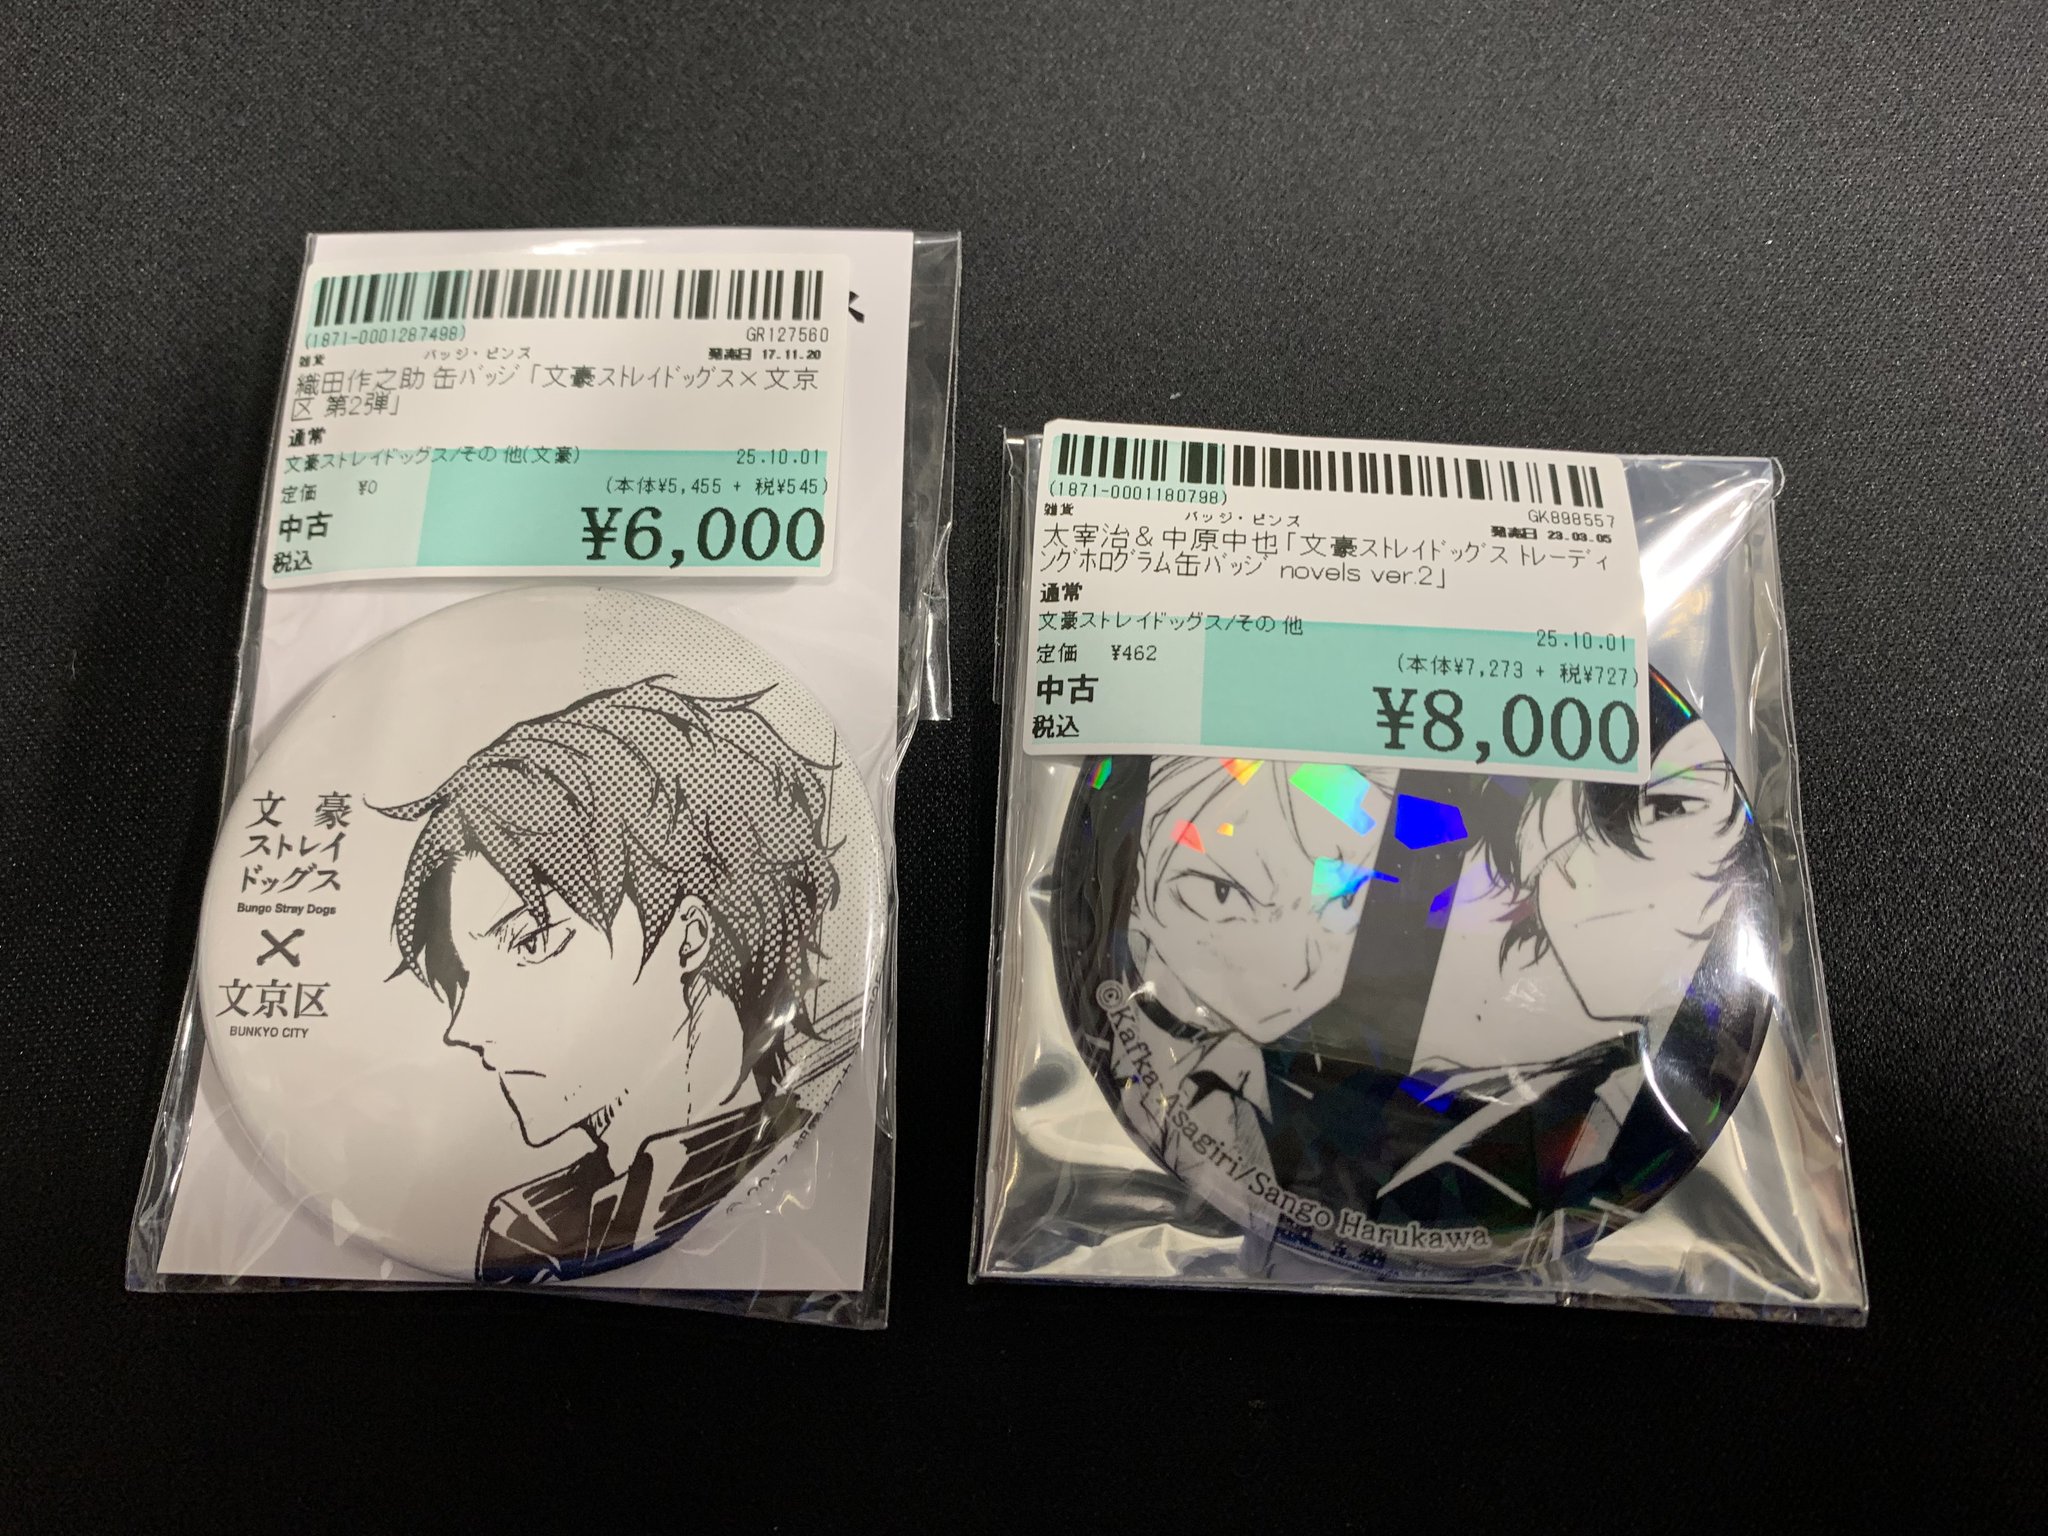 (1871-0001287498)
GR127560
雑貨
バッジ・ピンズ
発売日 17.11.20
織田作之助 缶バッジ「文豪ストレイドッグス×文京
区 第2弾」
通常
文豪ストレイドッグス/その他(文豪)
25.10.01
定価 ¥0
(本体¥5,455 + 税¥545)
中古
税込
¥6,000
文豪
ストレイ
ドッグス
Bungo Stray Dogs
×
文京区
BUNKYO CITY
(1871-0001180798)
GK898557
雑貨
バッジ・ピンズ
発売日 23.03.05
太宰治&中原中也「文豪ストレイドッグス トレーディ
ングホログラム缶バッジ novels ver.2」
通常
文豪ストレイドッグス/その他
25.10.01
定価 ¥462
(本体¥7,273 + 税¥727)
中古
税込
¥8,000
©Kafka Asagiri/Sango Harukawa